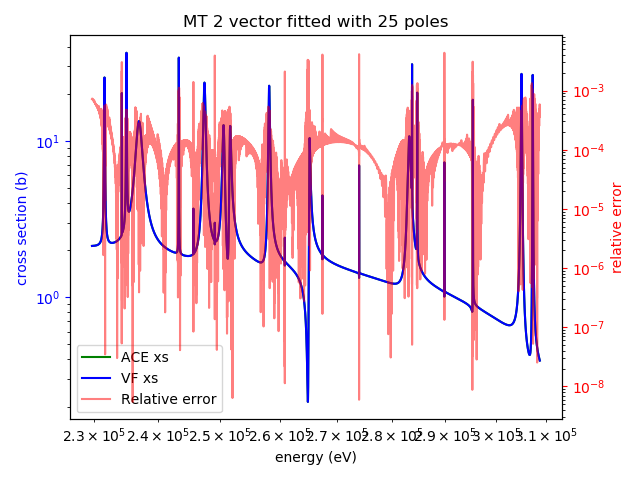 MT 2 vector fitted with 25 poles
cross section (b)
10¹
10⁰
10⁻³
10⁻⁴
10⁻⁵
10⁻⁶
10⁻⁷
10⁻⁸
relative error
ACE xs
VF xs
Relative error
2.3 × 10⁵ 2.4 × 10⁵ 2.5 × 10⁵ 2.6 × 10⁵ 2.7 × 10⁵ 2.8 × 10⁵ 2.9 × 10⁵ 3 × 10⁵ 3.1 × 10⁵
energy (eV)